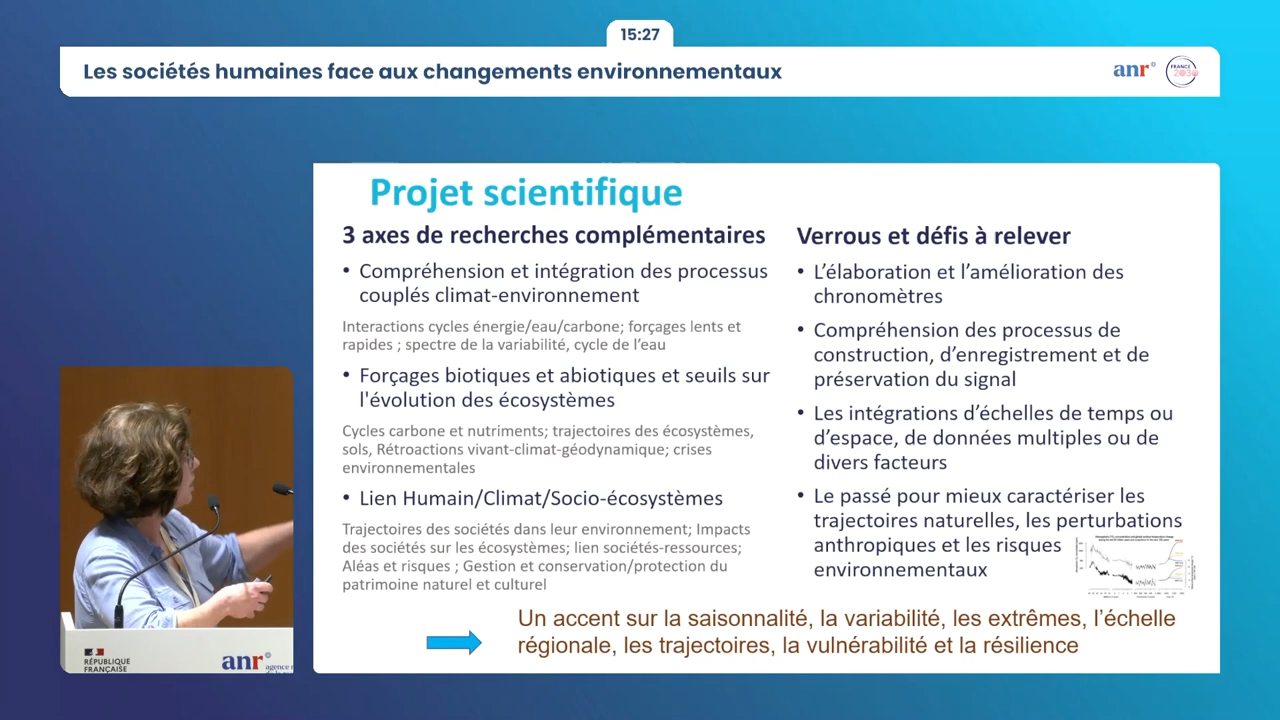 15:27
Les sociétés humaines face aux changements environnementaux
anr
FRANCE
2030
Projet scientifique
3 axes de recherches complémentaires
• Compréhension et intégration des processus
couplés climat-environnement
Interactions cycles énergie/eau/carbone; forçages lents et
rapides ; spectre de la variabilité, cycle de l'eau
• Forçages biotiques et abiotiques et seuils sur
l'évolution des écosystèmes
Cycles carbone et nutriments; trajectoires des écosystèmes,
sols, Rétroactions vivant-climat-géodynamique; crises
environnementales
• Lien Humain/Climat/Socio-écosystèmes
Trajectoires des sociétés dans leur environnement; Impacts
des sociétés sur les écosystèmes; lien sociétés-ressources;
Aléas et risques ; Gestion et conservation/protection du
patrimoine naturel et culturel
Verrous et défis à relever
• L'élaboration et l'amélioration des
chronomètres
• Compréhension des processus de
construction, d'enregistrement et de
préservation du signal
• Les intégrations d'échelles de temps ou
d'espace, de données multiples ou de
divers facteurs
• Le passé pour mieux caractériser les
trajectoires naturelles, les perturbations
anthropiques et les risques
environnementaux
Un accent sur la saisonnalité, la variabilité, les extrêmes, l'échelle
régionale, les trajectoires, la vulnérabilité et la résilience
RÉPUBLIQUE
FRANÇAISE
anr